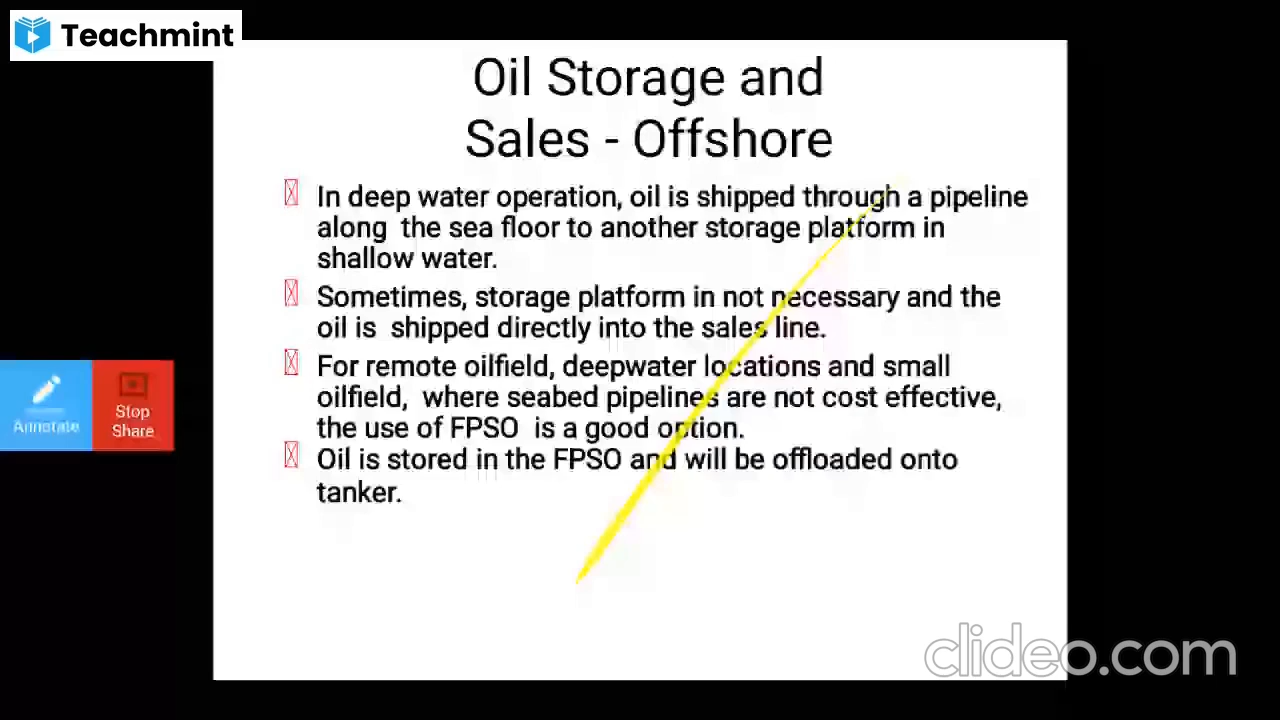 Teachmint
Oil Storage and
Sales - Offshore
In deep water operation, oil is shipped through a pipeline
along the sea floor to another storage platform in
shallow water.
Sometimes, storage platform in not necessary and the
oil is shipped directly into the sales line.
For remote oilfield, deepwater locations and small
oilfield, where seabed pipelines are not cost effective,
the use of FPSO is a good option.
Oil is stored in the FPSO and will be offloaded onto
tanker.
Annotate
Stop
Share
clideo.com